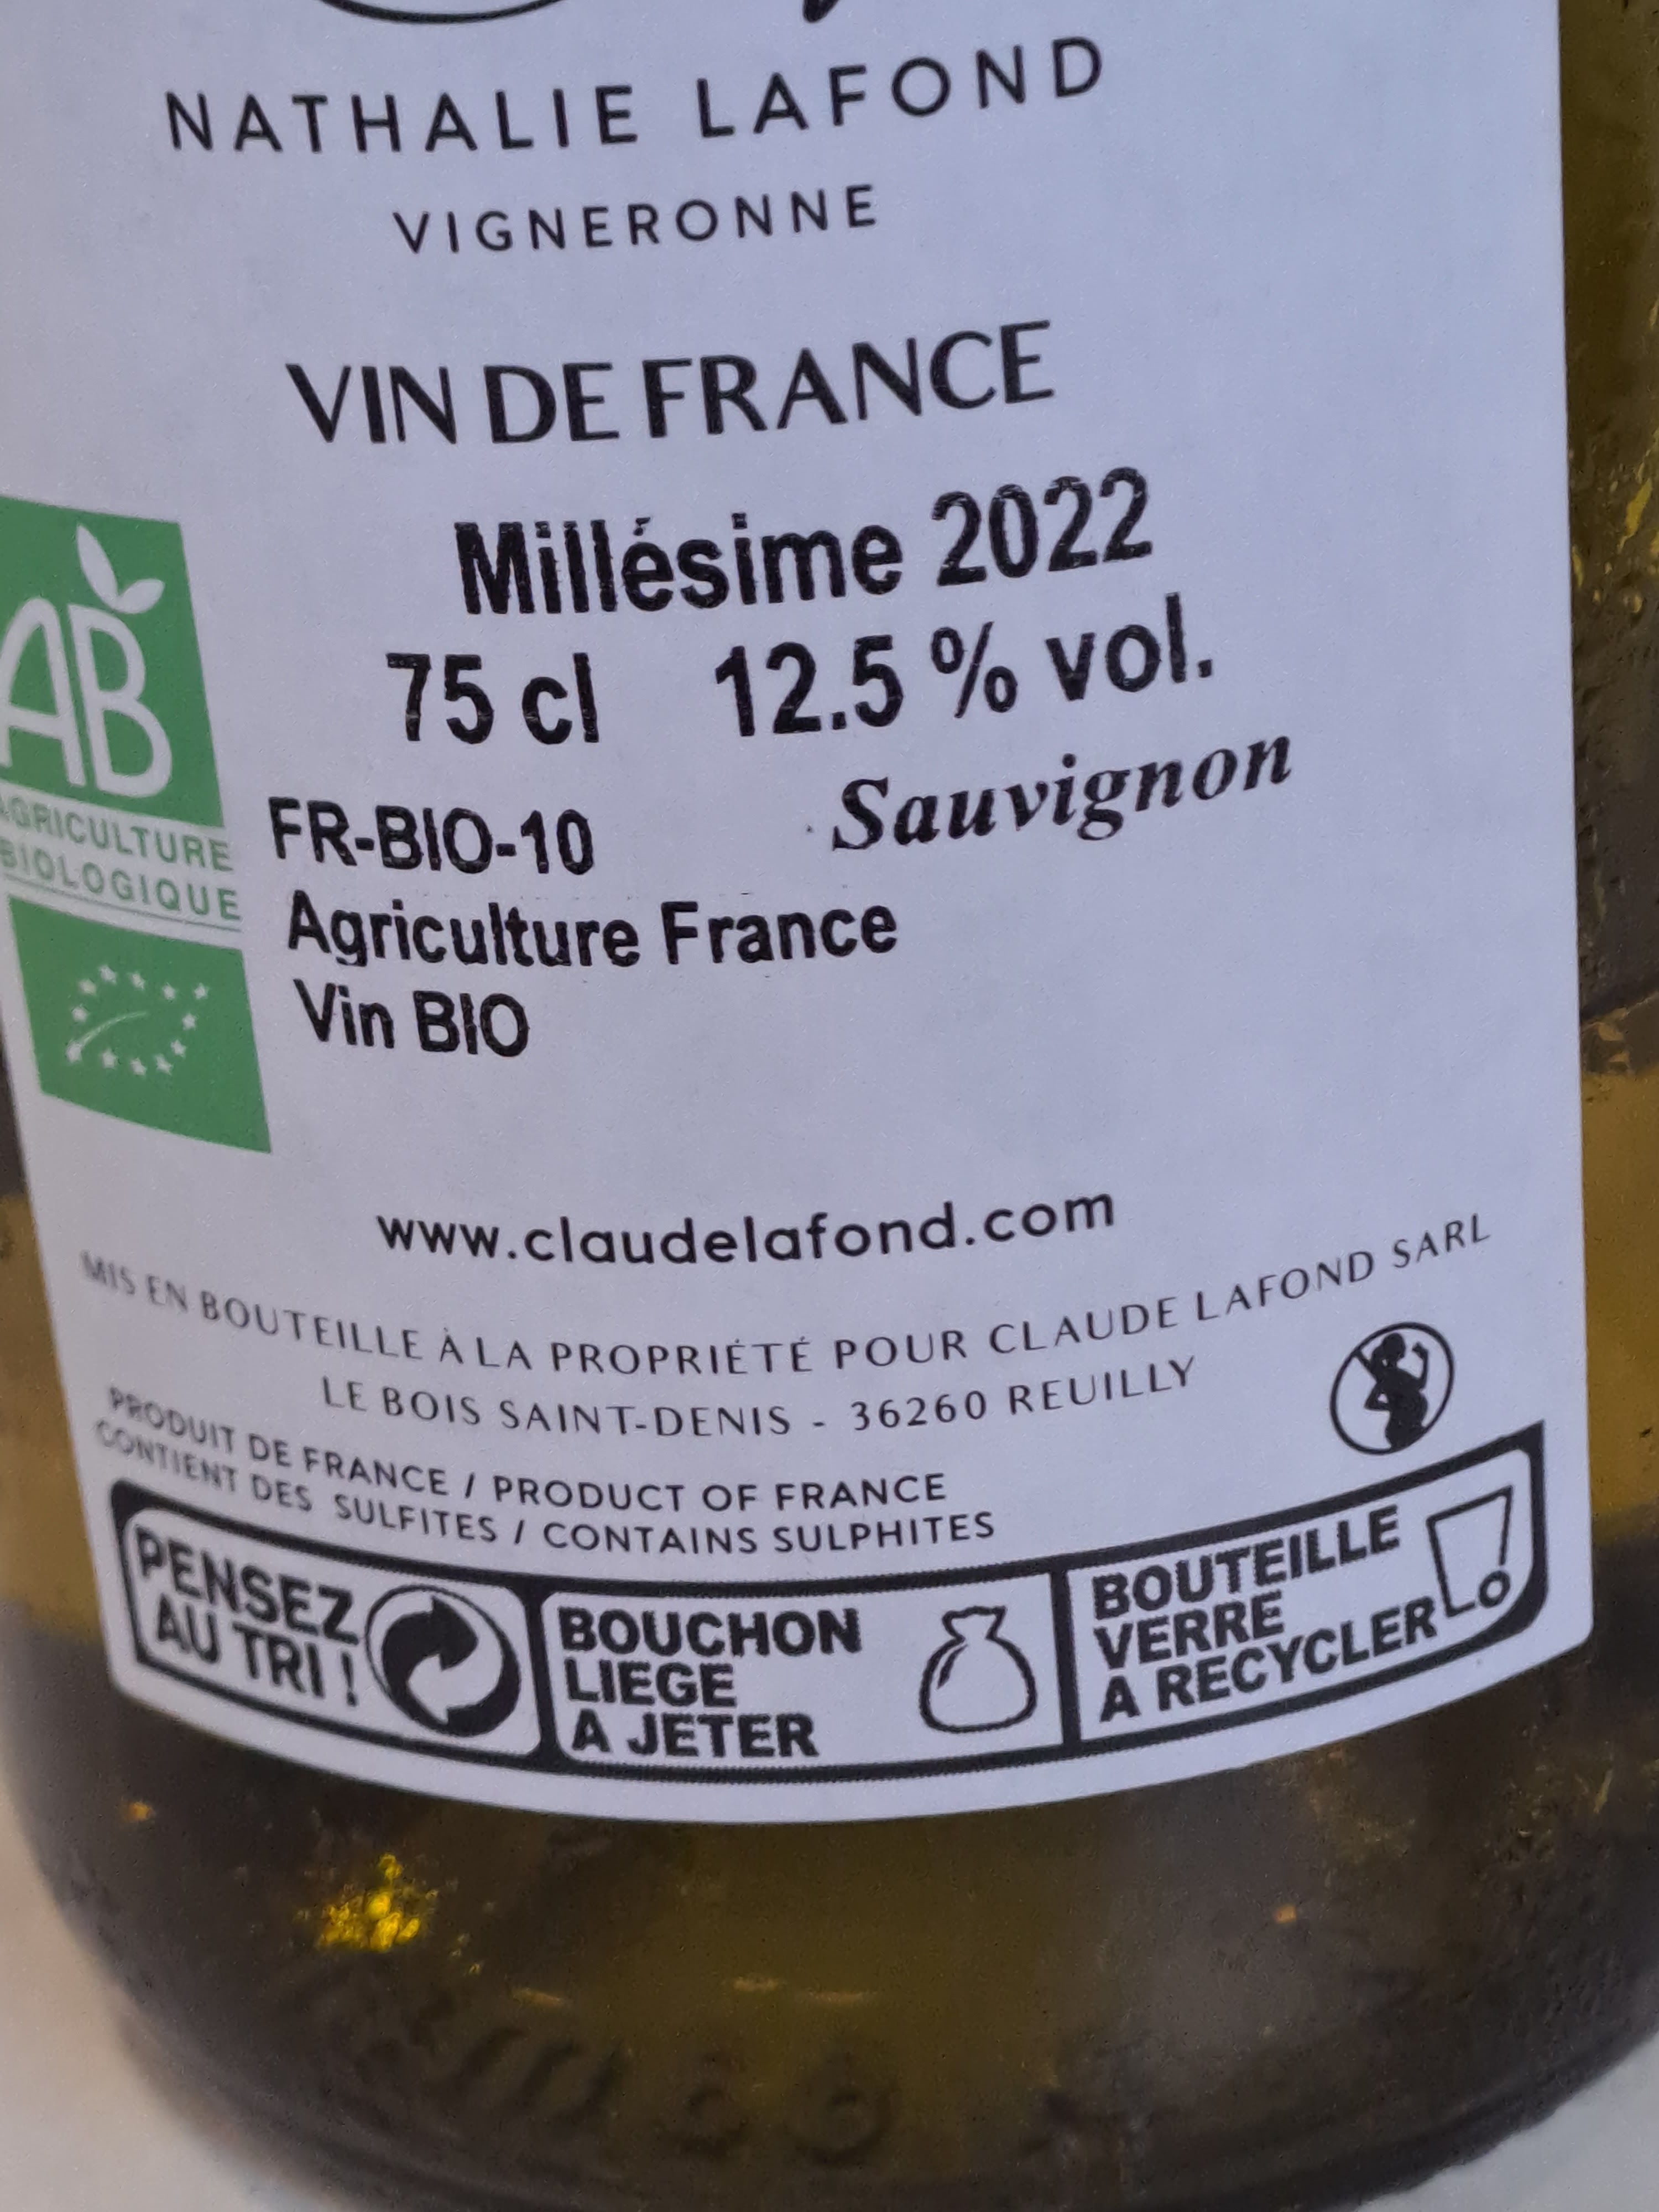 NATHALIE LAFOND
VIGNERONNE
VIN DE FRANCE
Millésime 2022
75 cl 12.5 % vol.
Sauvignon
AB
AGRICULTURE
BIOLOGIQUE
FR-BIO-10
Agriculture France
Vin BIO
www.claudelafond.com
MIS EN BOUTEILLE À LA PROPRIÉTÉ POUR CLAUDE LAFOND SARL
LE BOIS SAINT-DENIS - 36260 REUILLY
PRODUIT DE FRANCE / PRODUCT OF FRANCE
CONTIENT DES SULFITES / CONTAINS SULPHITES
PENSEZ
AU TRI !
BOUCHON
LIEGE
A JETER
BOUTEILLE
VERRE
A RECYCLER